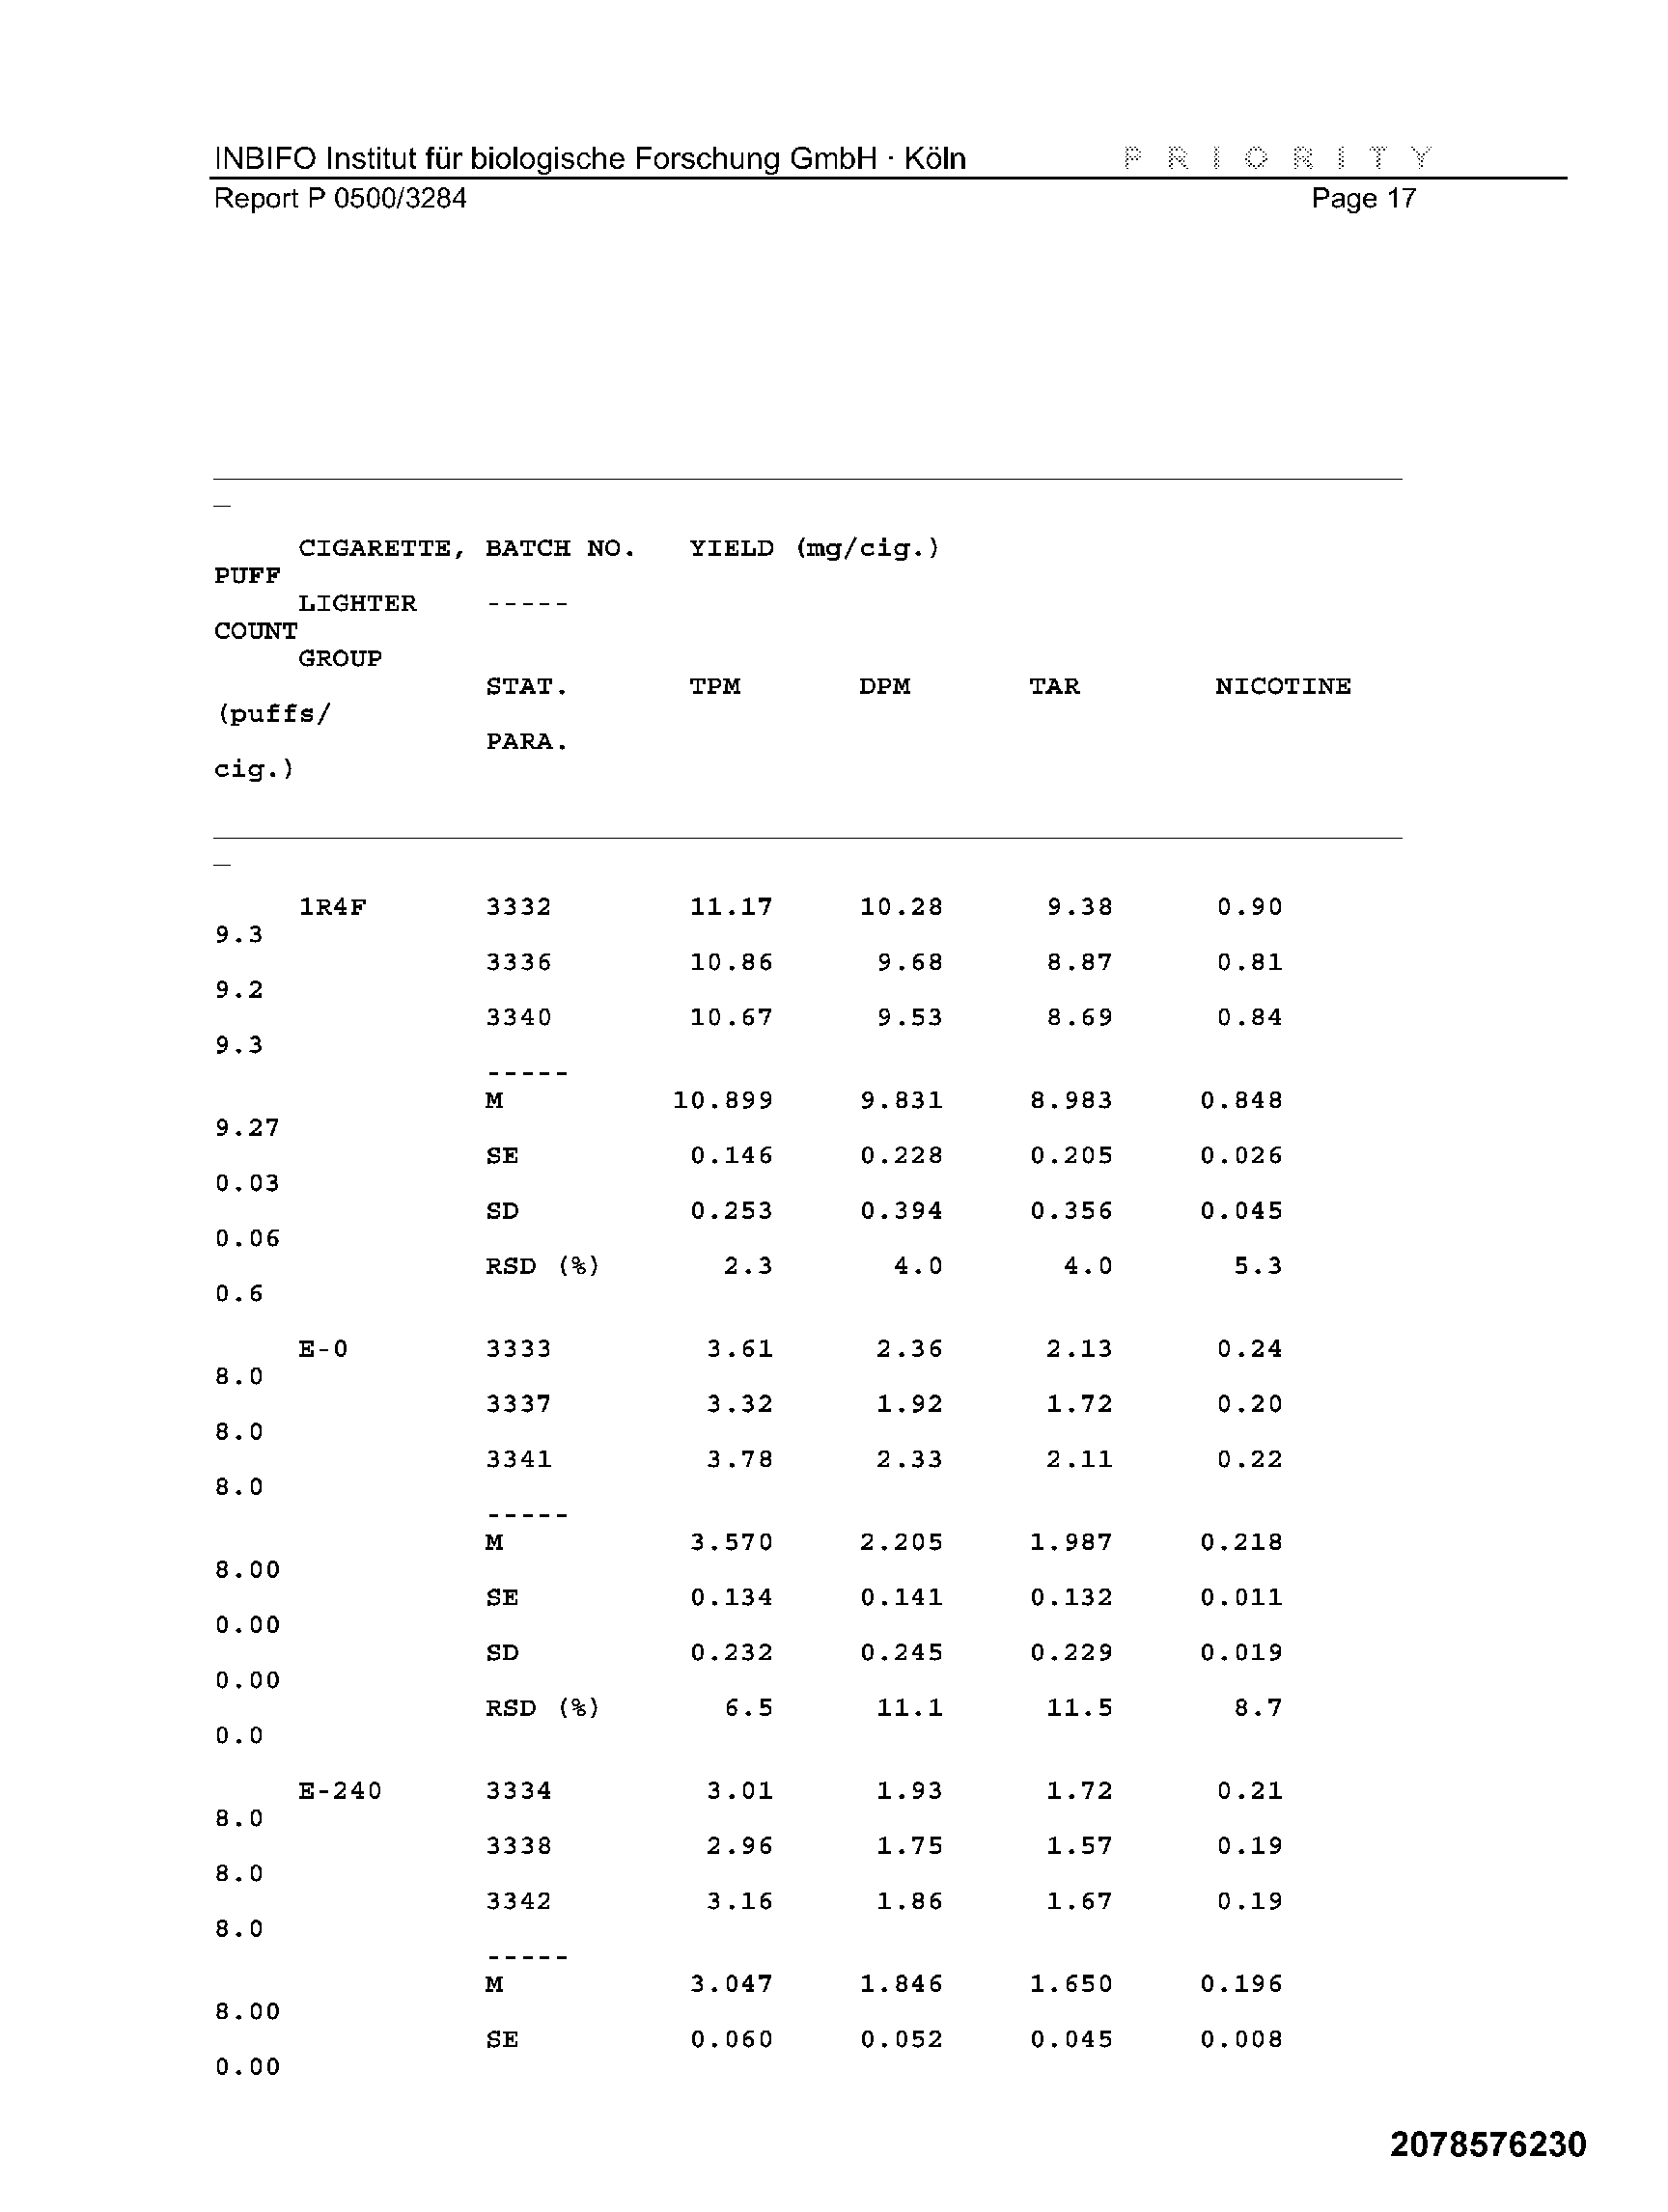 INBIFO Institut für biologische Forschung GmbH · Köln P R I O R I T Y
Report P 0500/3284 Page 17
_
CIGARETTE, BATCH NO. YIELD (mg/cig.)
PUFF
LIGHTER -----
COUNT
GROUP
STAT. TPM DPM TAR NICOTINE
(puffs/
PARA.
cig.)
_
1R4F 3332 11.17 10.28 9.38 0.90
9.3
3336 10.86 9.68 8.87 0.81
9.2
3340 10.67 9.53 8.69 0.84
9.3
-----
M 10.899 9.831 8.983 0.848
9.27
SE 0.146 0.228 0.205 0.026
0.03
SD 0.253 0.394 0.356 0.045
0.06
RSD (%) 2.3 4.0 4.0 5.3
0.6
E-0 3333 3.61 2.36 2.13 0.24
8.0
3337 3.32 1.92 1.72 0.20
8.0
3341 3.78 2.33 2.11 0.22
8.0
-----
M 3.570 2.205 1.987 0.218
8.00
SE 0.134 0.141 0.132 0.011
0.00
SD 0.232 0.245 0.229 0.019
0.00
RSD (%) 6.5 11.1 11.5 8.7
0.0
E-240 3334 3.01 1.93 1.72 0.21
8.0
3338 2.96 1.75 1.57 0.19
8.0
3342 3.16 1.86 1.67 0.19
8.0
-----
M 3.047 1.846 1.650 0.196
8.00
SE 0.060 0.052 0.045 0.008
0.00
2078576230